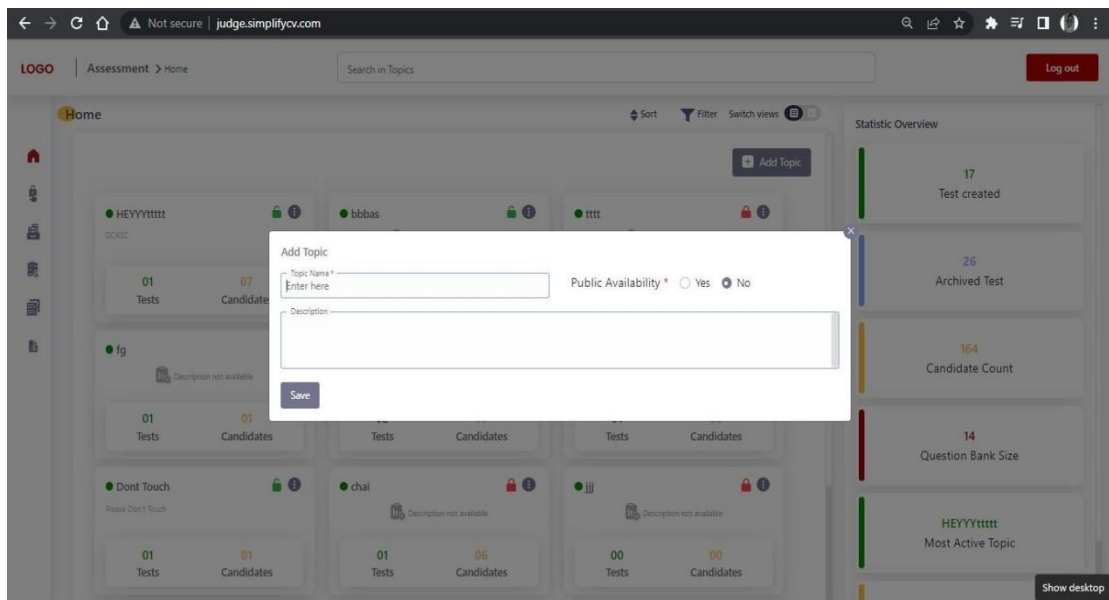 Not secure | judge.simplifycv.com
LOGO | Assessment > Home
Search in Topics
Log out
Home
Sort Filter Switch views
Statistic Overview
Add Topic
17
Test created
HEYYYttttt
bbbas
tttt
26
Archived Test
Add Topic
Topic Name *
Enter here
Public Availability * Yes No
Description
Save
01 07
Tests Candidate
164
Candidate Count
fg
Description not available
01 01
Tests Candidates
Tests Candidates
Tests Candidates
14
Question Bank Size
Dont Touch
Please Don't Touch
chai
Description not available
jjj
Description not available
HEYYYttttt
Most Active Topic
01 01
Tests Candidates
01 06
Tests Candidates
00 00
Tests Candidates
Show desktop